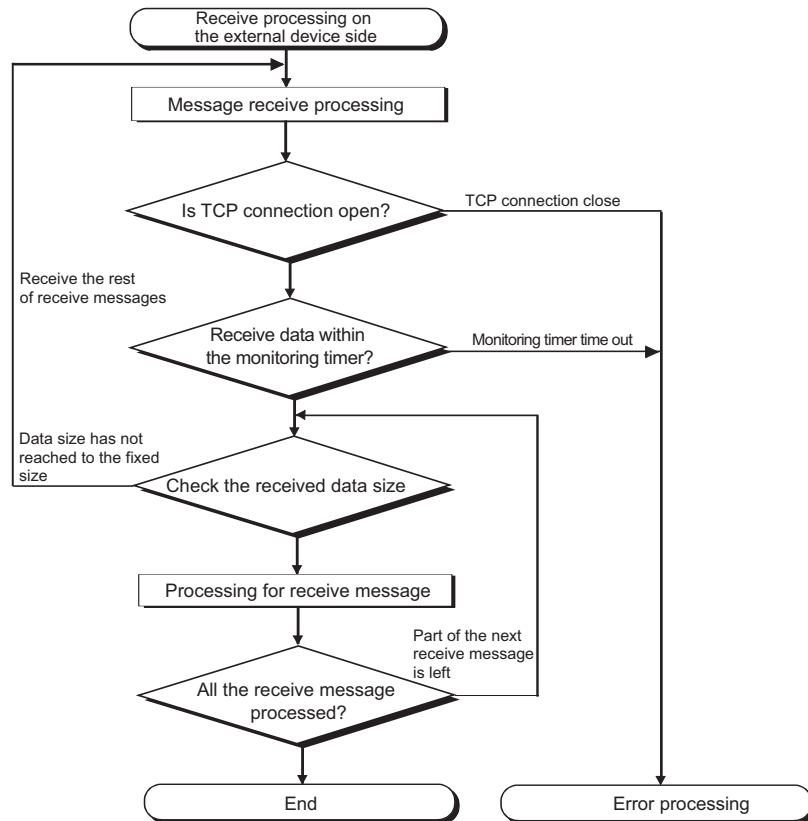 Receive processing on
the external device side
Message receive processing
Is TCP connection open?
TCP connection close
Receive the rest
of receive messages
Receive data within
the monitoring timer?
Monitoring timer time out
Data size has not
reached to the fixed
size
Check the received data size
Processing for receive message
Part of the next
receive message
is left
All the receive message
processed?
End
Error processing